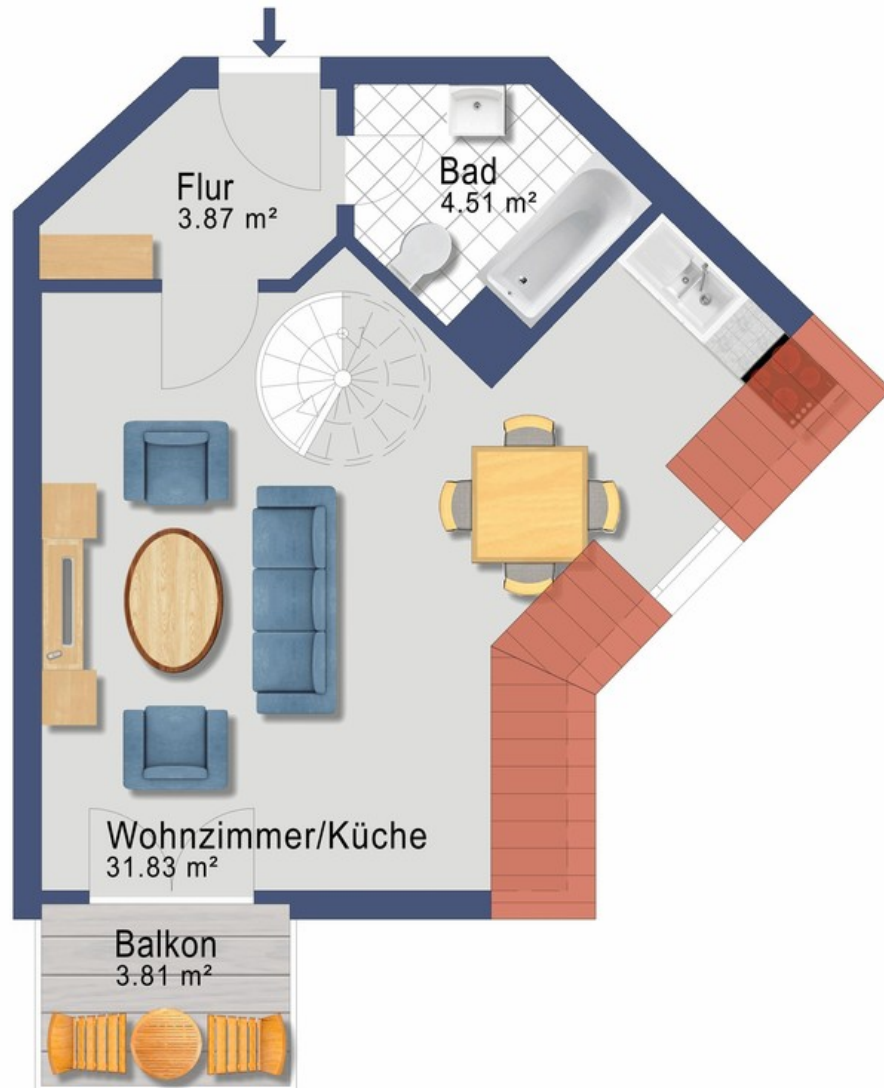 Flur
3.87 m²
Bad
4.51 m²
Wohnzimmer/Küche
31.83 m²
Balkon
3.81 m²